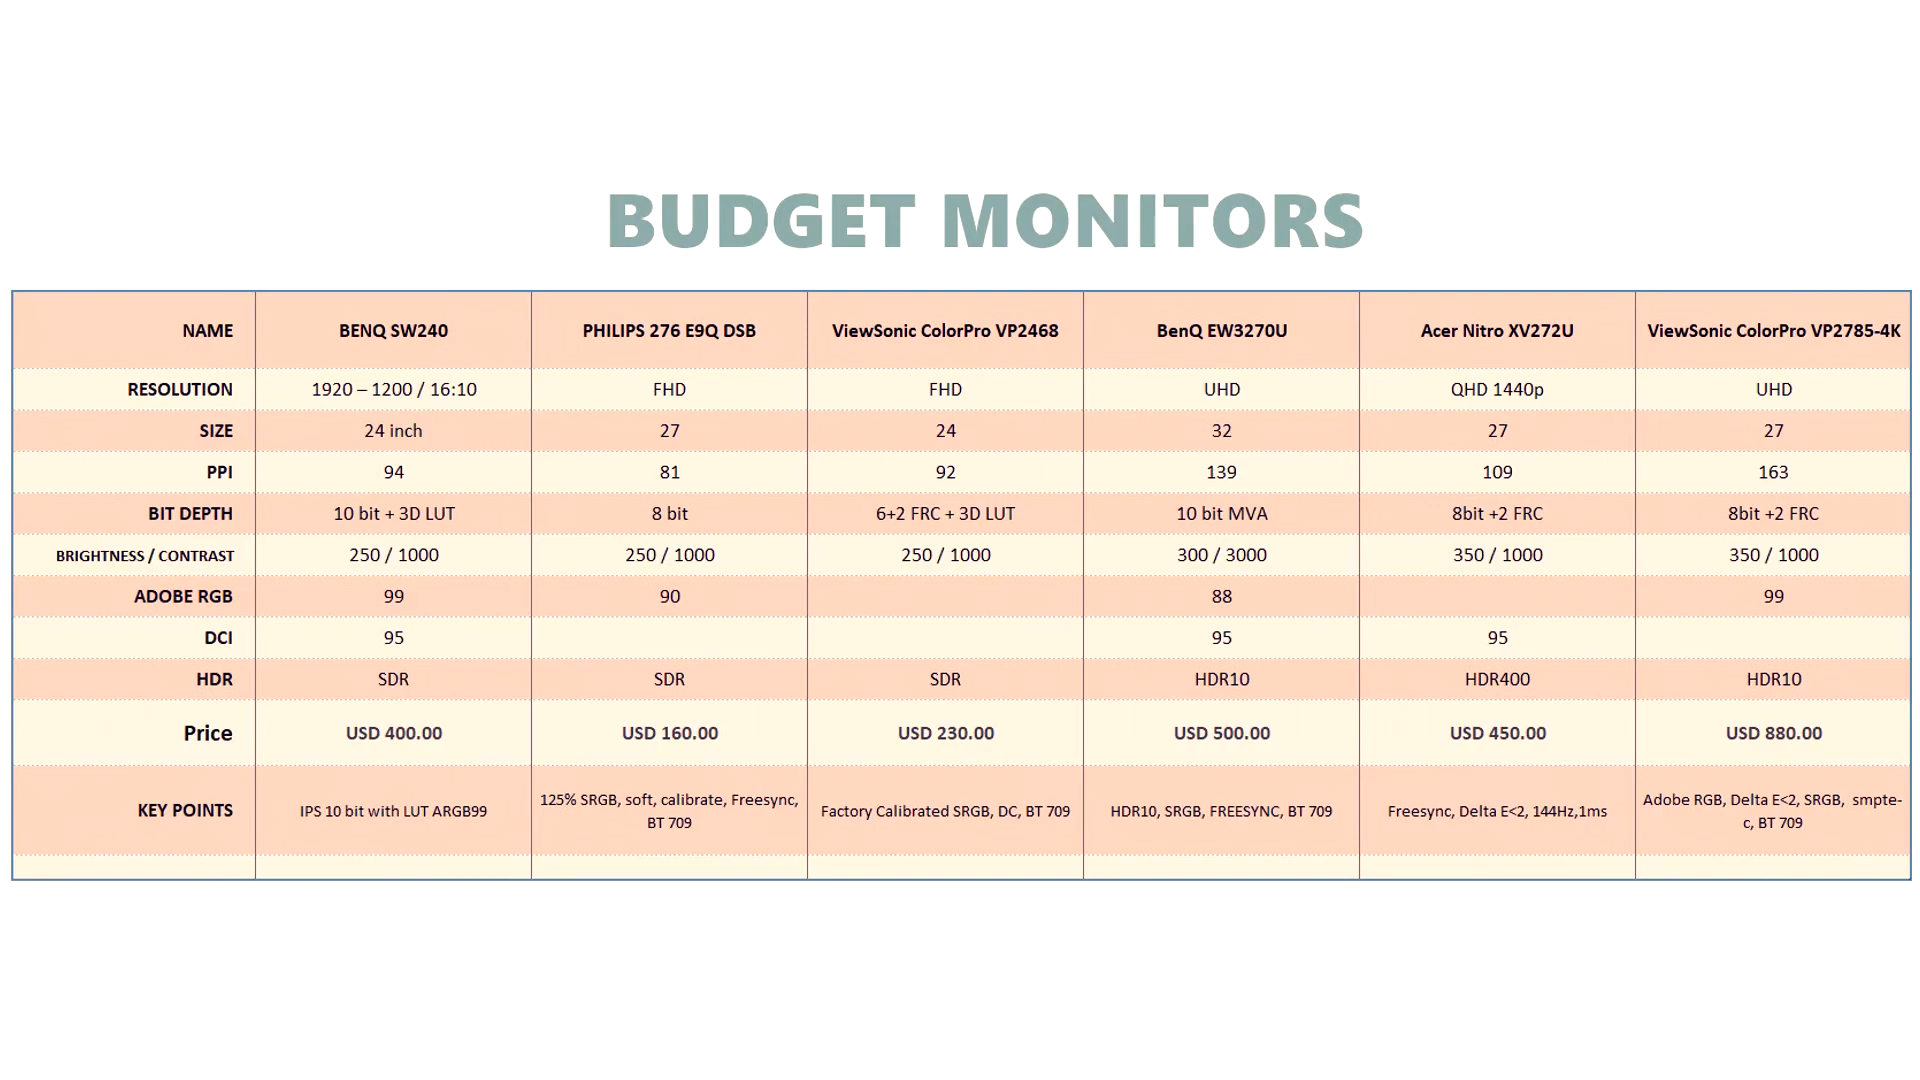 BUDGET MONITORS
NAME BENQ SW240 PHILIPS 276 E9Q DSB ViewSonic ColorPro VP2468 BenQ EW3270U Acer Nitro XV272U ViewSonic ColorPro VP2785-4K
RESOLUTION 1920 – 1200 / 16:10 FHD FHD UHD QHD 1440p UHD
SIZE 24 inch 27 24 32 27 27
PPI 94 81 92 139 109 163
BIT DEPTH 10 bit + 3D LUT 8 bit 6+2 FRC + 3D LUT 10 bit MVA 8bit +2 FRC 8bit +2 FRC
BRIGHTNESS / CONTRAST 250 / 1000 250 / 1000 250 / 1000 300 / 3000 350 / 1000 350 / 1000
ADOBE RGB 99 90 88 99
DCI 95 95 95
HDR SDR SDR SDR HDR10 HDR400 HDR10
Price USD 400.00 USD 160.00 USD 230.00 USD 500.00 USD 450.00 USD 880.00
KEY POINTS IPS 10 bit with LUT ARGB99 125% SRGB, soft, calibrate, Freesync, BT 709 Factory Calibrated SRGB, DC, BT 709 HDR10, SRGB, FREESYNC, BT 709 Freesync, Delta E<2, 144Hz,1ms Adobe RGB, Delta E<2, SRGB, smpte-c, BT 709